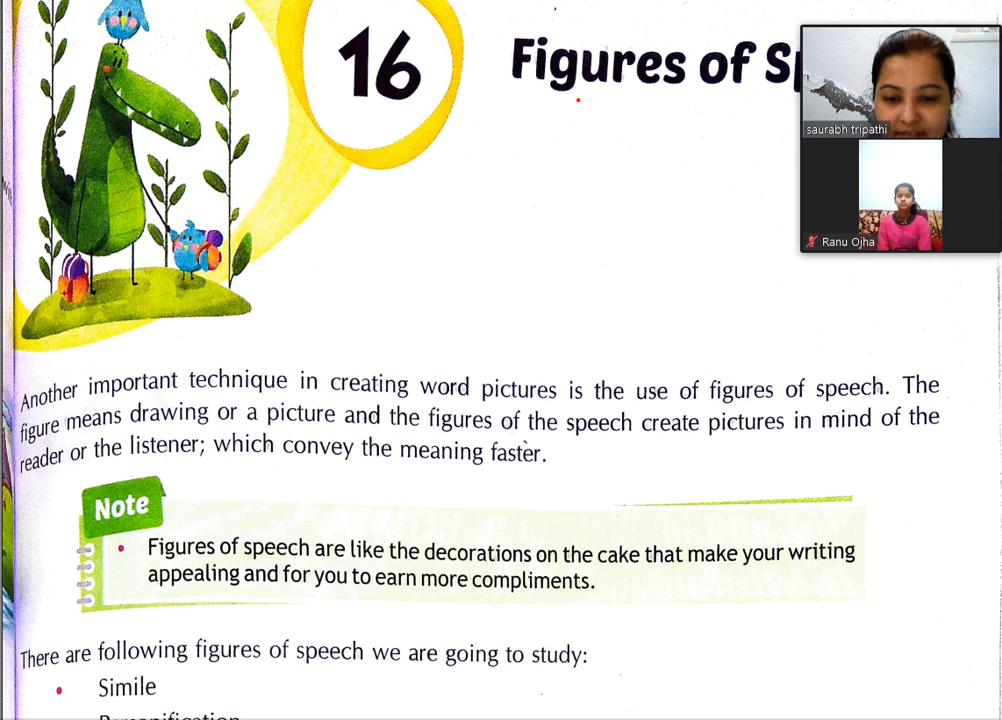 16
Figures of Sp
saurabh tripathi
Ranu Ojha
Another important technique in creating word pictures is the use of figures of speech. The
figure means drawing or a picture and the figures of the speech create pictures in mind of the
reader or the listener; which convey the meaning faster.
Note
• Figures of speech are like the decorations on the cake that make your writing
appealing and for you to earn more compliments.
There are following figures of speech we are going to study:
• Simile
Personification